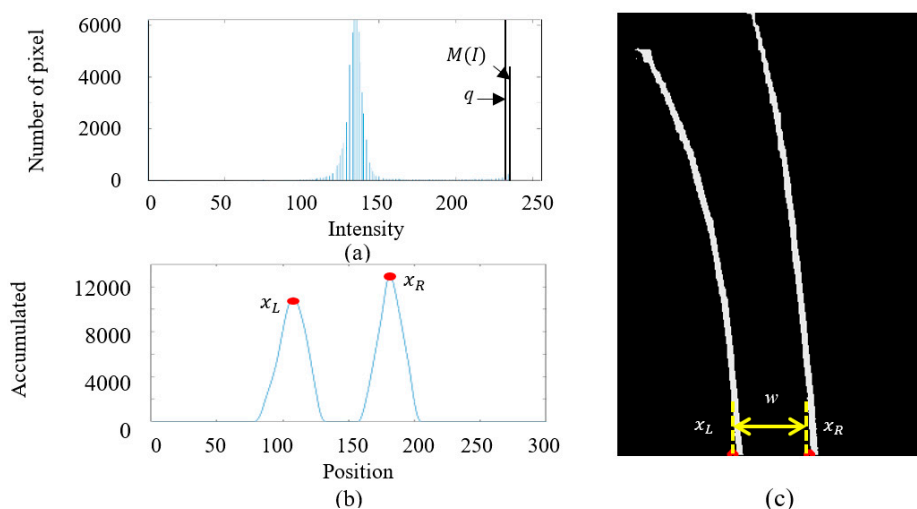 Number of pixel
6000
4000
2000
0
M(I)
q
0 50 100 150 200 250
Intensity
(a)
Accumulated
12000
8000
4000
0
x_L
x_R
0 50 100 150 200 250 300
Position
(b)
w
x_L x_R
(c)